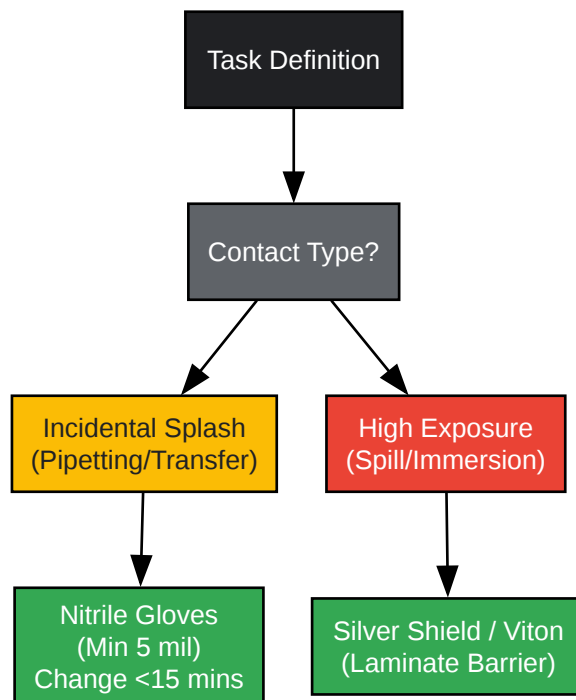 Task Definition
Contact Type?
Incidental Splash
(Pipetting/Transfer)
High Exposure
(Spill/Immersion)
Nitrile Gloves
(Min 5 mil)
Change <15 mins
Silver Shield / Viton
(Laminate Barrier)